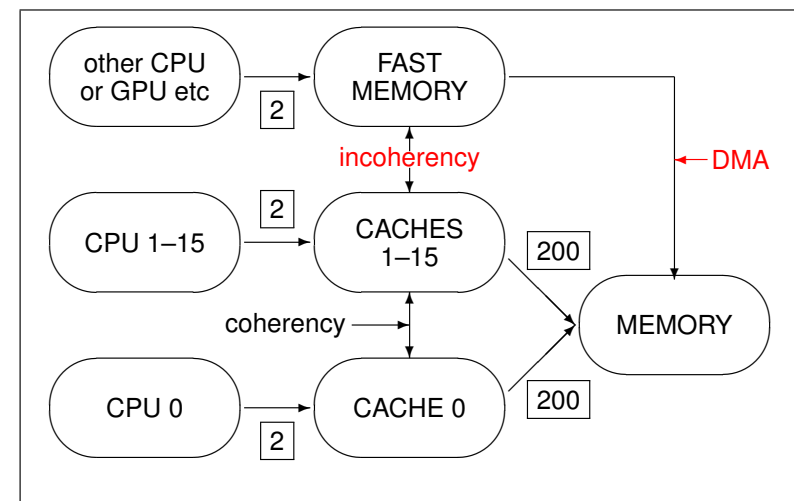 other CPU
or GPU etc
2
FAST
MEMORY
incoherency
DMA
CPU 1–15
2
CACHES
1–15
200
coherency
MEMORY
CPU 0
2
CACHE 0
200